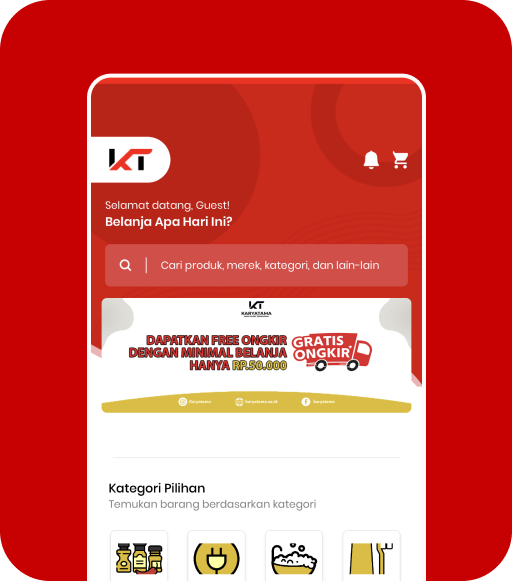 KT
Selamat datang, Guest!
Belanja Apa Hari Ini?
Cari produk, merek, kategori, dan lain-lain
KT
KARYATAMA
DAPATKAN FREE ONGKIR
DENGAN MINIMAL BELANJA
HANYA RP.50.000
GRATIS
ONGKIR
Kategori Pilihan
Temukan barang berdasarkan kategori